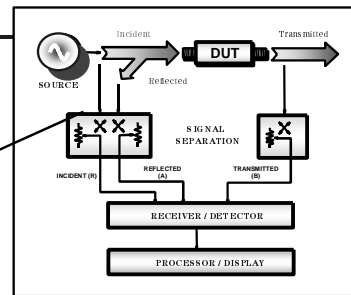 Incident
Transmitted
DUT
SOURCE
Reflected
SIGNAL
SEPARATION
INCIDENT (R)
REFLECTED
(A)
TRANSMITTED
(B)
RECEIVER / DETECTOR
PROCESSOR / DISPLAY